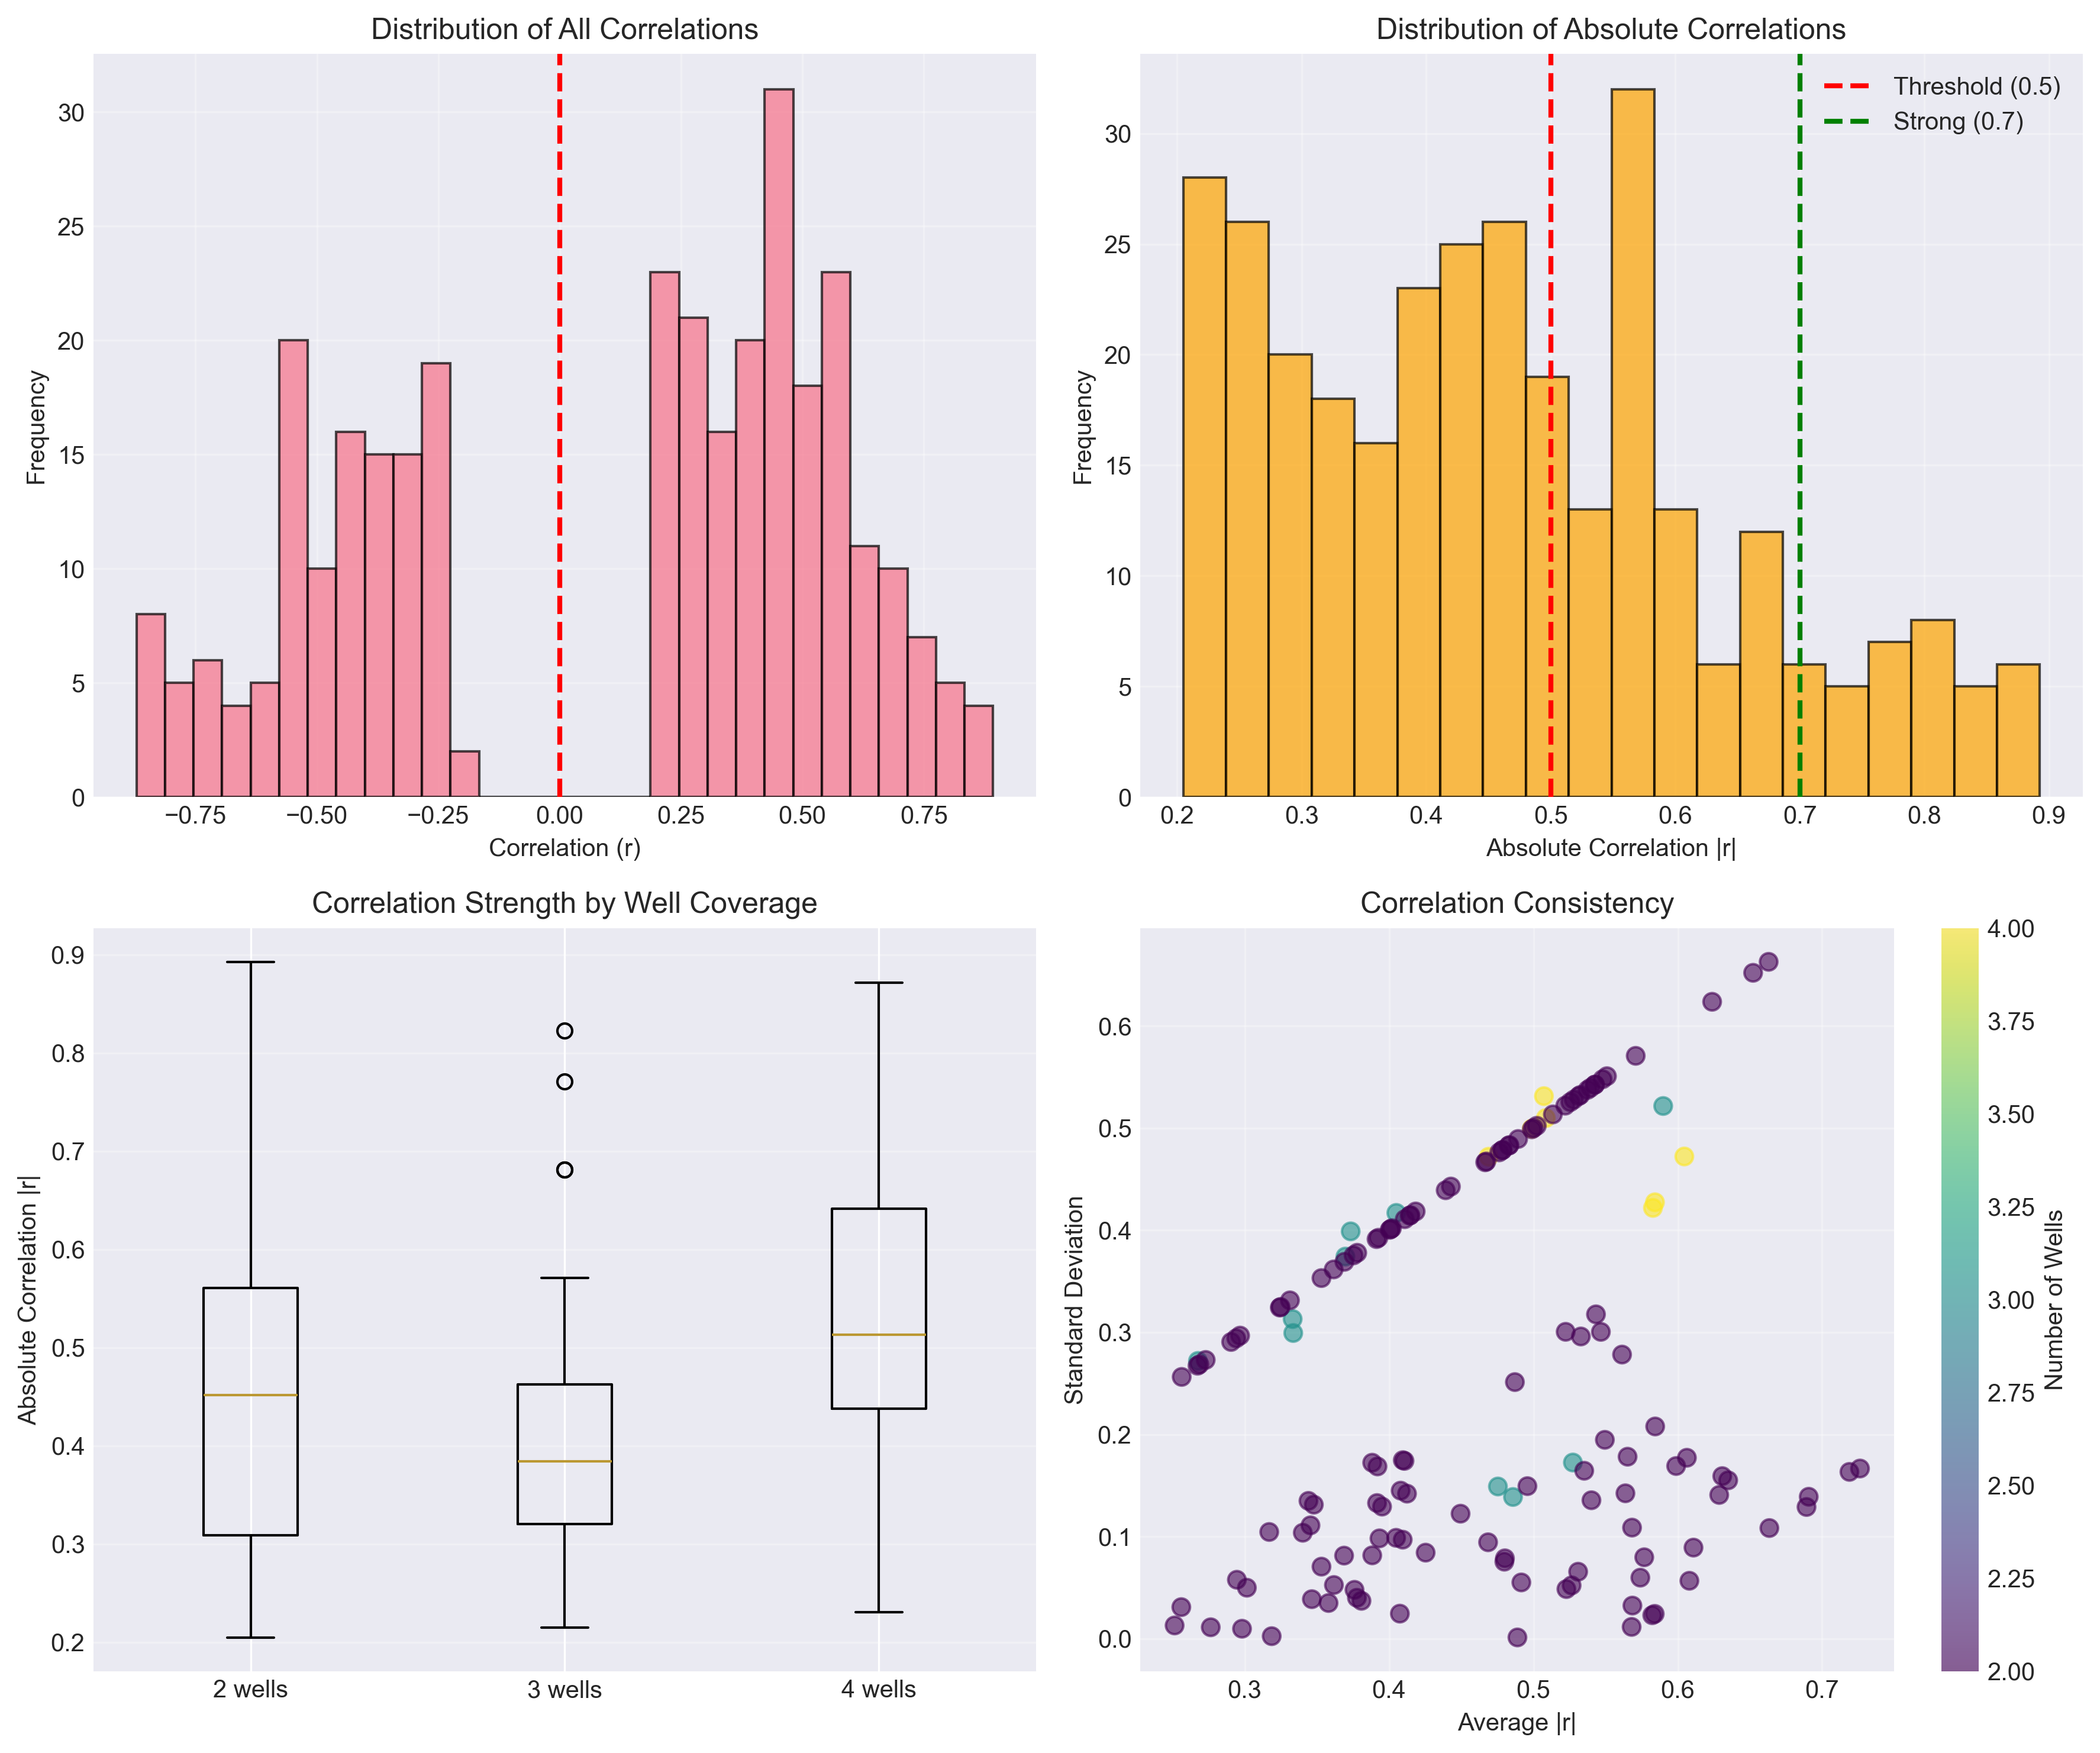 Distribution of All Correlations
Frequency
30
25
20
15
10
5
0
−0.75 −0.50 −0.25 0.00 0.25 0.50 0.75
Correlation (r)
Distribution of Absolute Correlations
Threshold (0.5)
Strong (0.7)
Frequency
30
25
20
15
10
5
0
0.2 0.3 0.4 0.5 0.6 0.7 0.8 0.9
Absolute Correlation |r|
Correlation Strength by Well Coverage
Absolute Correlation |r|
0.9
0.8
0.7
0.6
0.5
0.4
0.3
0.2
2 wells 3 wells 4 wells
Correlation Consistency
Standard Deviation
0.6
0.5
0.4
0.3
0.2
0.1
0.0
0.3 0.4 0.5 0.6 0.7
Average |r|
4.00
3.75
3.50
3.25
3.00
2.75
2.50
2.25
2.00
Number of Wells